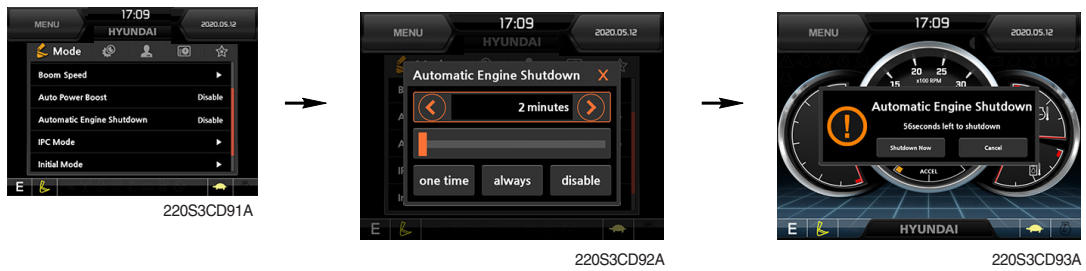 17:09
MENU
2020.05.12
HYUNDAI
Mode
Boom Speed
Auto Power Boost Disable
Automatic Engine Shutdown Disable
IPC Mode
Initial Mode
E
220S3CD91A
17:09
MENU
2020.05.12
HYUNDAI
Automatic Engine Shutdown X
2 minutes
one time always disable
E
220S3CD92A
17:09
MENU
2020.05.12
HYUNDAI
20 25
15 x100 RPM 30
Automatic Engine Shutdown
56seconds left to shutdown
Shutdown Now Cancel
ACCEL
E HYUNDAI
220S3CD93A